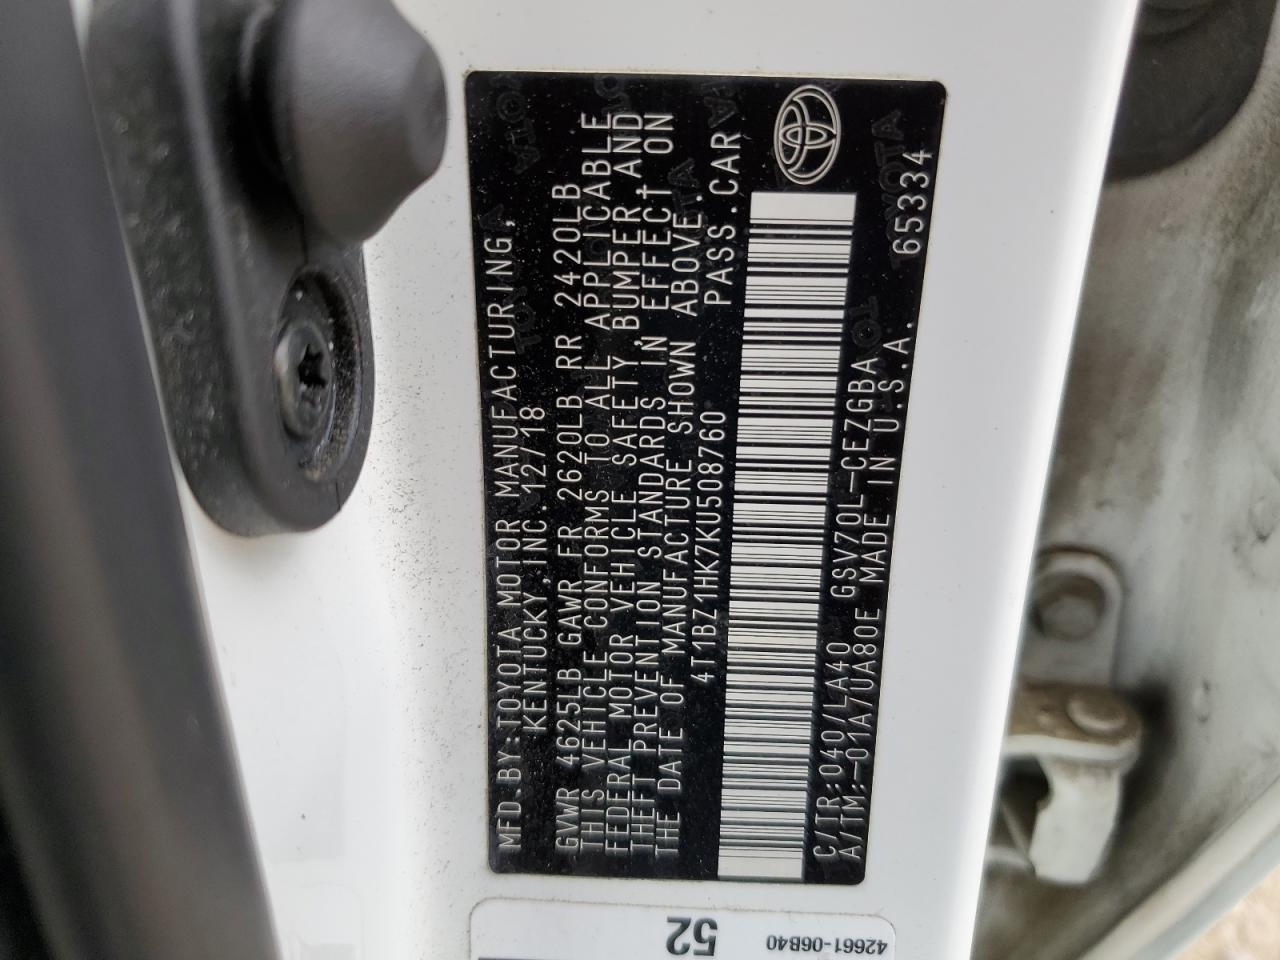 MFD.BY:TOYOTA MOTOR MANUFACTURING,
KENTUCKY,INC. 12/18
GVWR 4625LB GAWR FR 2620LB RR 2420LB
THIS VEHICLE CONFORMS TO ALL APPLICABLE
FEDERAL MOTOR VEHICLE SAFETY, BUMPER AND
THEFT PREVENTION STANDARDS IN EFFECT ON
THE DATE OF MANUFACTURE SHOWN ABOVE.
4T1BZ1HK7KU508760 PASS.CAR
C/TR:040/LA40 GSV70L-CEZGBA
A/TM:-01A/UA80E MADE IN U.S.A. 65334
52
42661-06B40